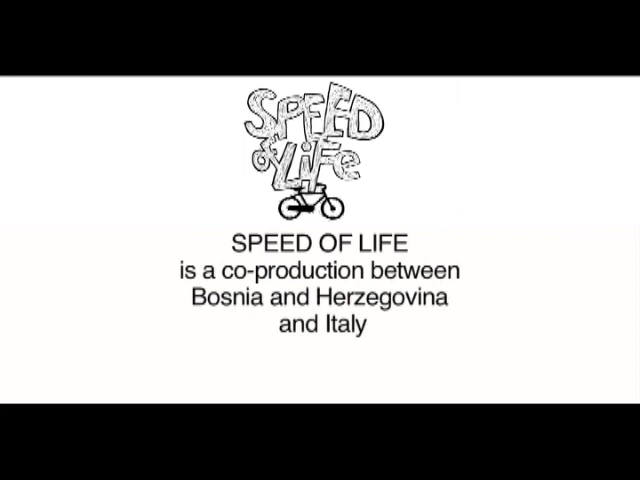 SPEED
of LiFe
SPEED OF LIFE
is a co-production between
Bosnia and Herzegovina
and Italy